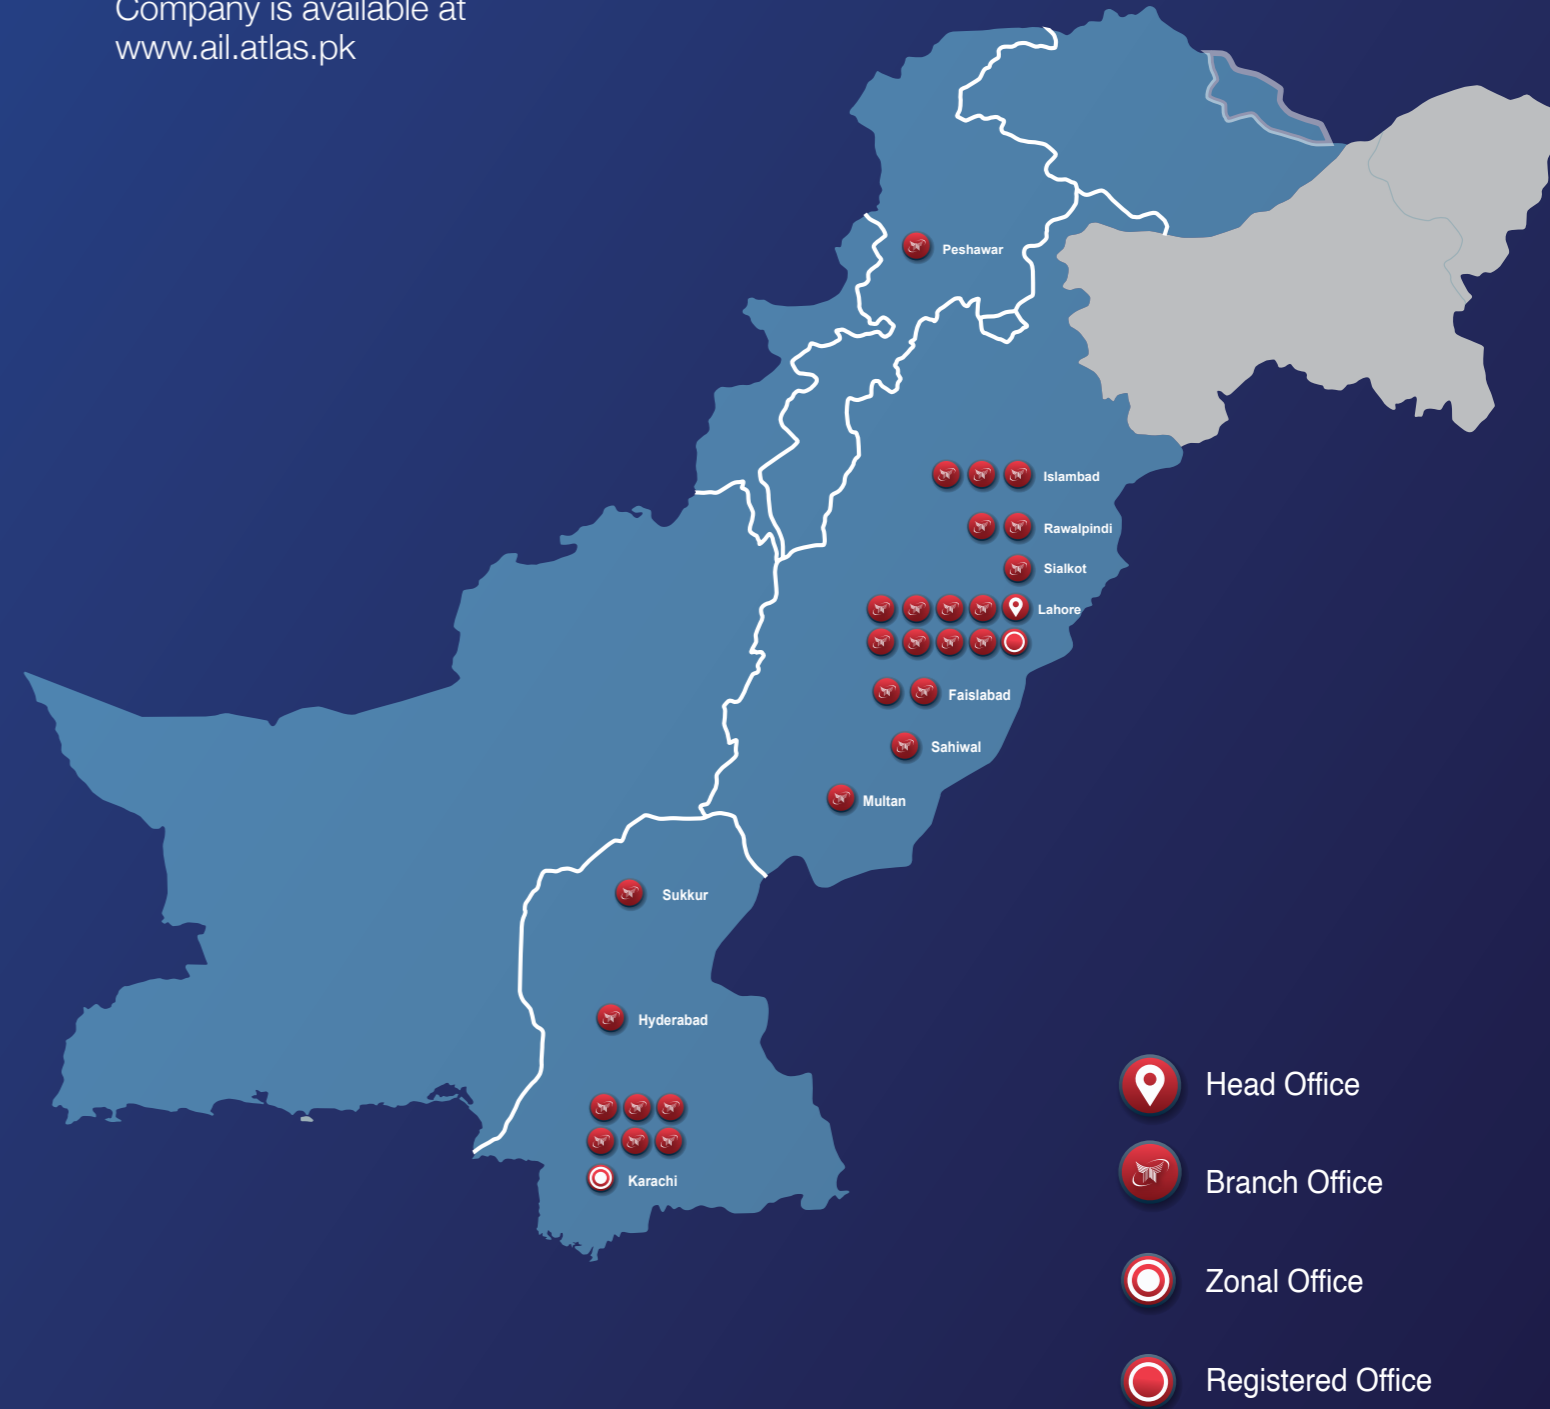 Company is available at
www.ail.atlas.pk
Peshawar
Islambad
Rawalpindi
Sialkot
Lahore
Faislabad
Sahiwal
Multan
Sukkur
Hyderabad
Karachi
Head Office
Branch Office
Zonal Office
Registered Office